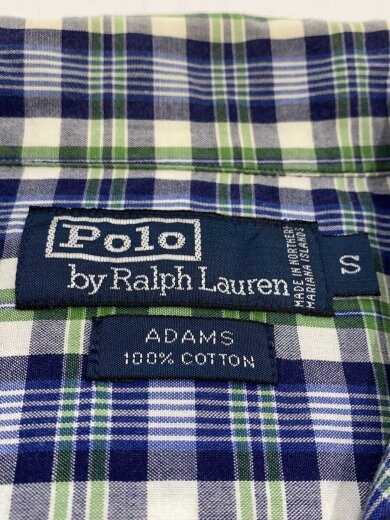 Polo
by Ralph Lauren
MADE IN NORTHERN
MARIANA ISLANDS
S
ADAMS
100% COTTON